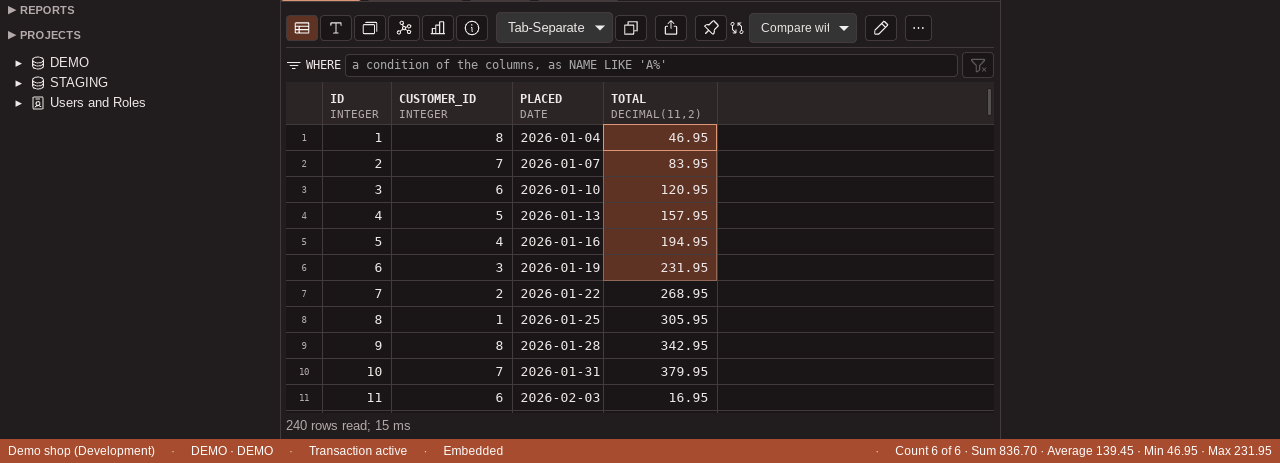 REPORTS
PROJECTS
DEMO
STAGING
Users and Roles
Tab-Separate
Compare wit
WHERE a condition of the columns, as NAME LIKE 'A%'
ID CUSTOMER_ID PLACED TOTAL
INTEGER INTEGER DATE DECIMAL(11,2)
1 1 8 2026-01-04 46.95
2 2 7 2026-01-07 83.95
3 3 6 2026-01-10 120.95
4 4 5 2026-01-13 157.95
5 5 4 2026-01-16 194.95
6 6 3 2026-01-19 231.95
7 7 2 2026-01-22 268.95
8 8 1 2026-01-25 305.95
9 9 8 2026-01-28 342.95
10 10 7 2026-01-31 379.95
11 11 6 2026-02-03 16.95
240 rows read; 15 ms
Demo shop (Development) · DEMO · DEMO · Transaction active · Embedded · Count 6 of 6 · Sum 836.70 · Average 139.45 · Min 46.95 · Max 231.95